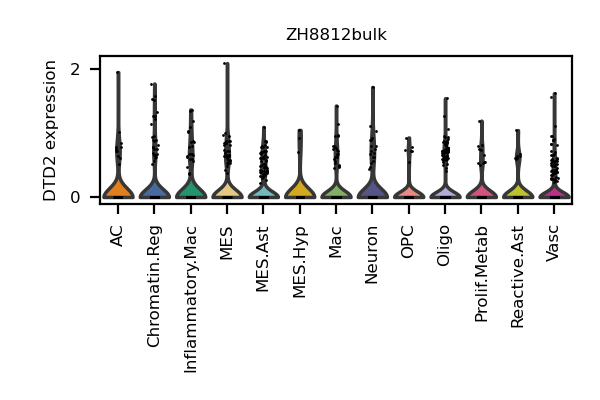 ZH8812bulk
DTD2 expression
2
0
AC
Chromatin.Reg
Inflammatory.Mac
MES
MES.Ast
MES.Hyp
Mac
Neuron
OPC
Oligo
Prolif.Metab
Reactive.Ast
Vasc